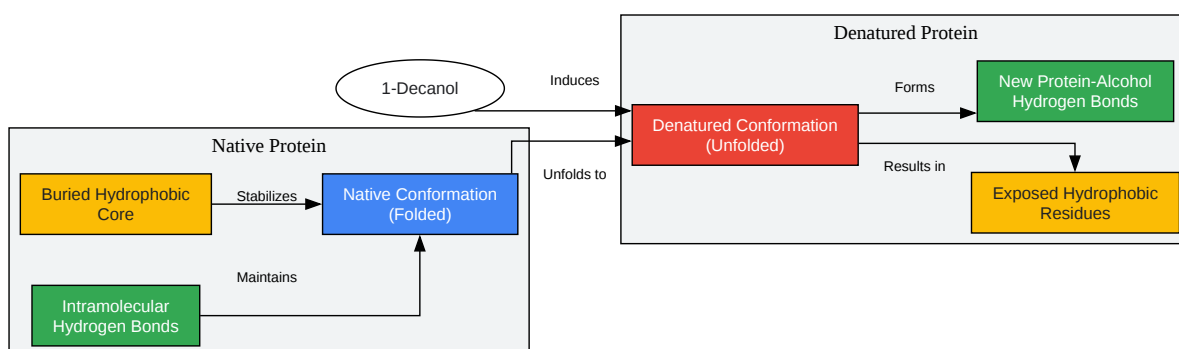 Denatured Protein
1-Decanol
Induces
Forms
New Protein-Alcohol
Hydrogen Bonds
Denatured Conformation
(Unfolded)
Native Protein
Unfolds to
Results in
Buried Hydrophobic
Core
Stabilizes
Native Conformation
(Folded)
Exposed Hydrophobic
Residues
Maintains
Intramolecular
Hydrogen Bonds